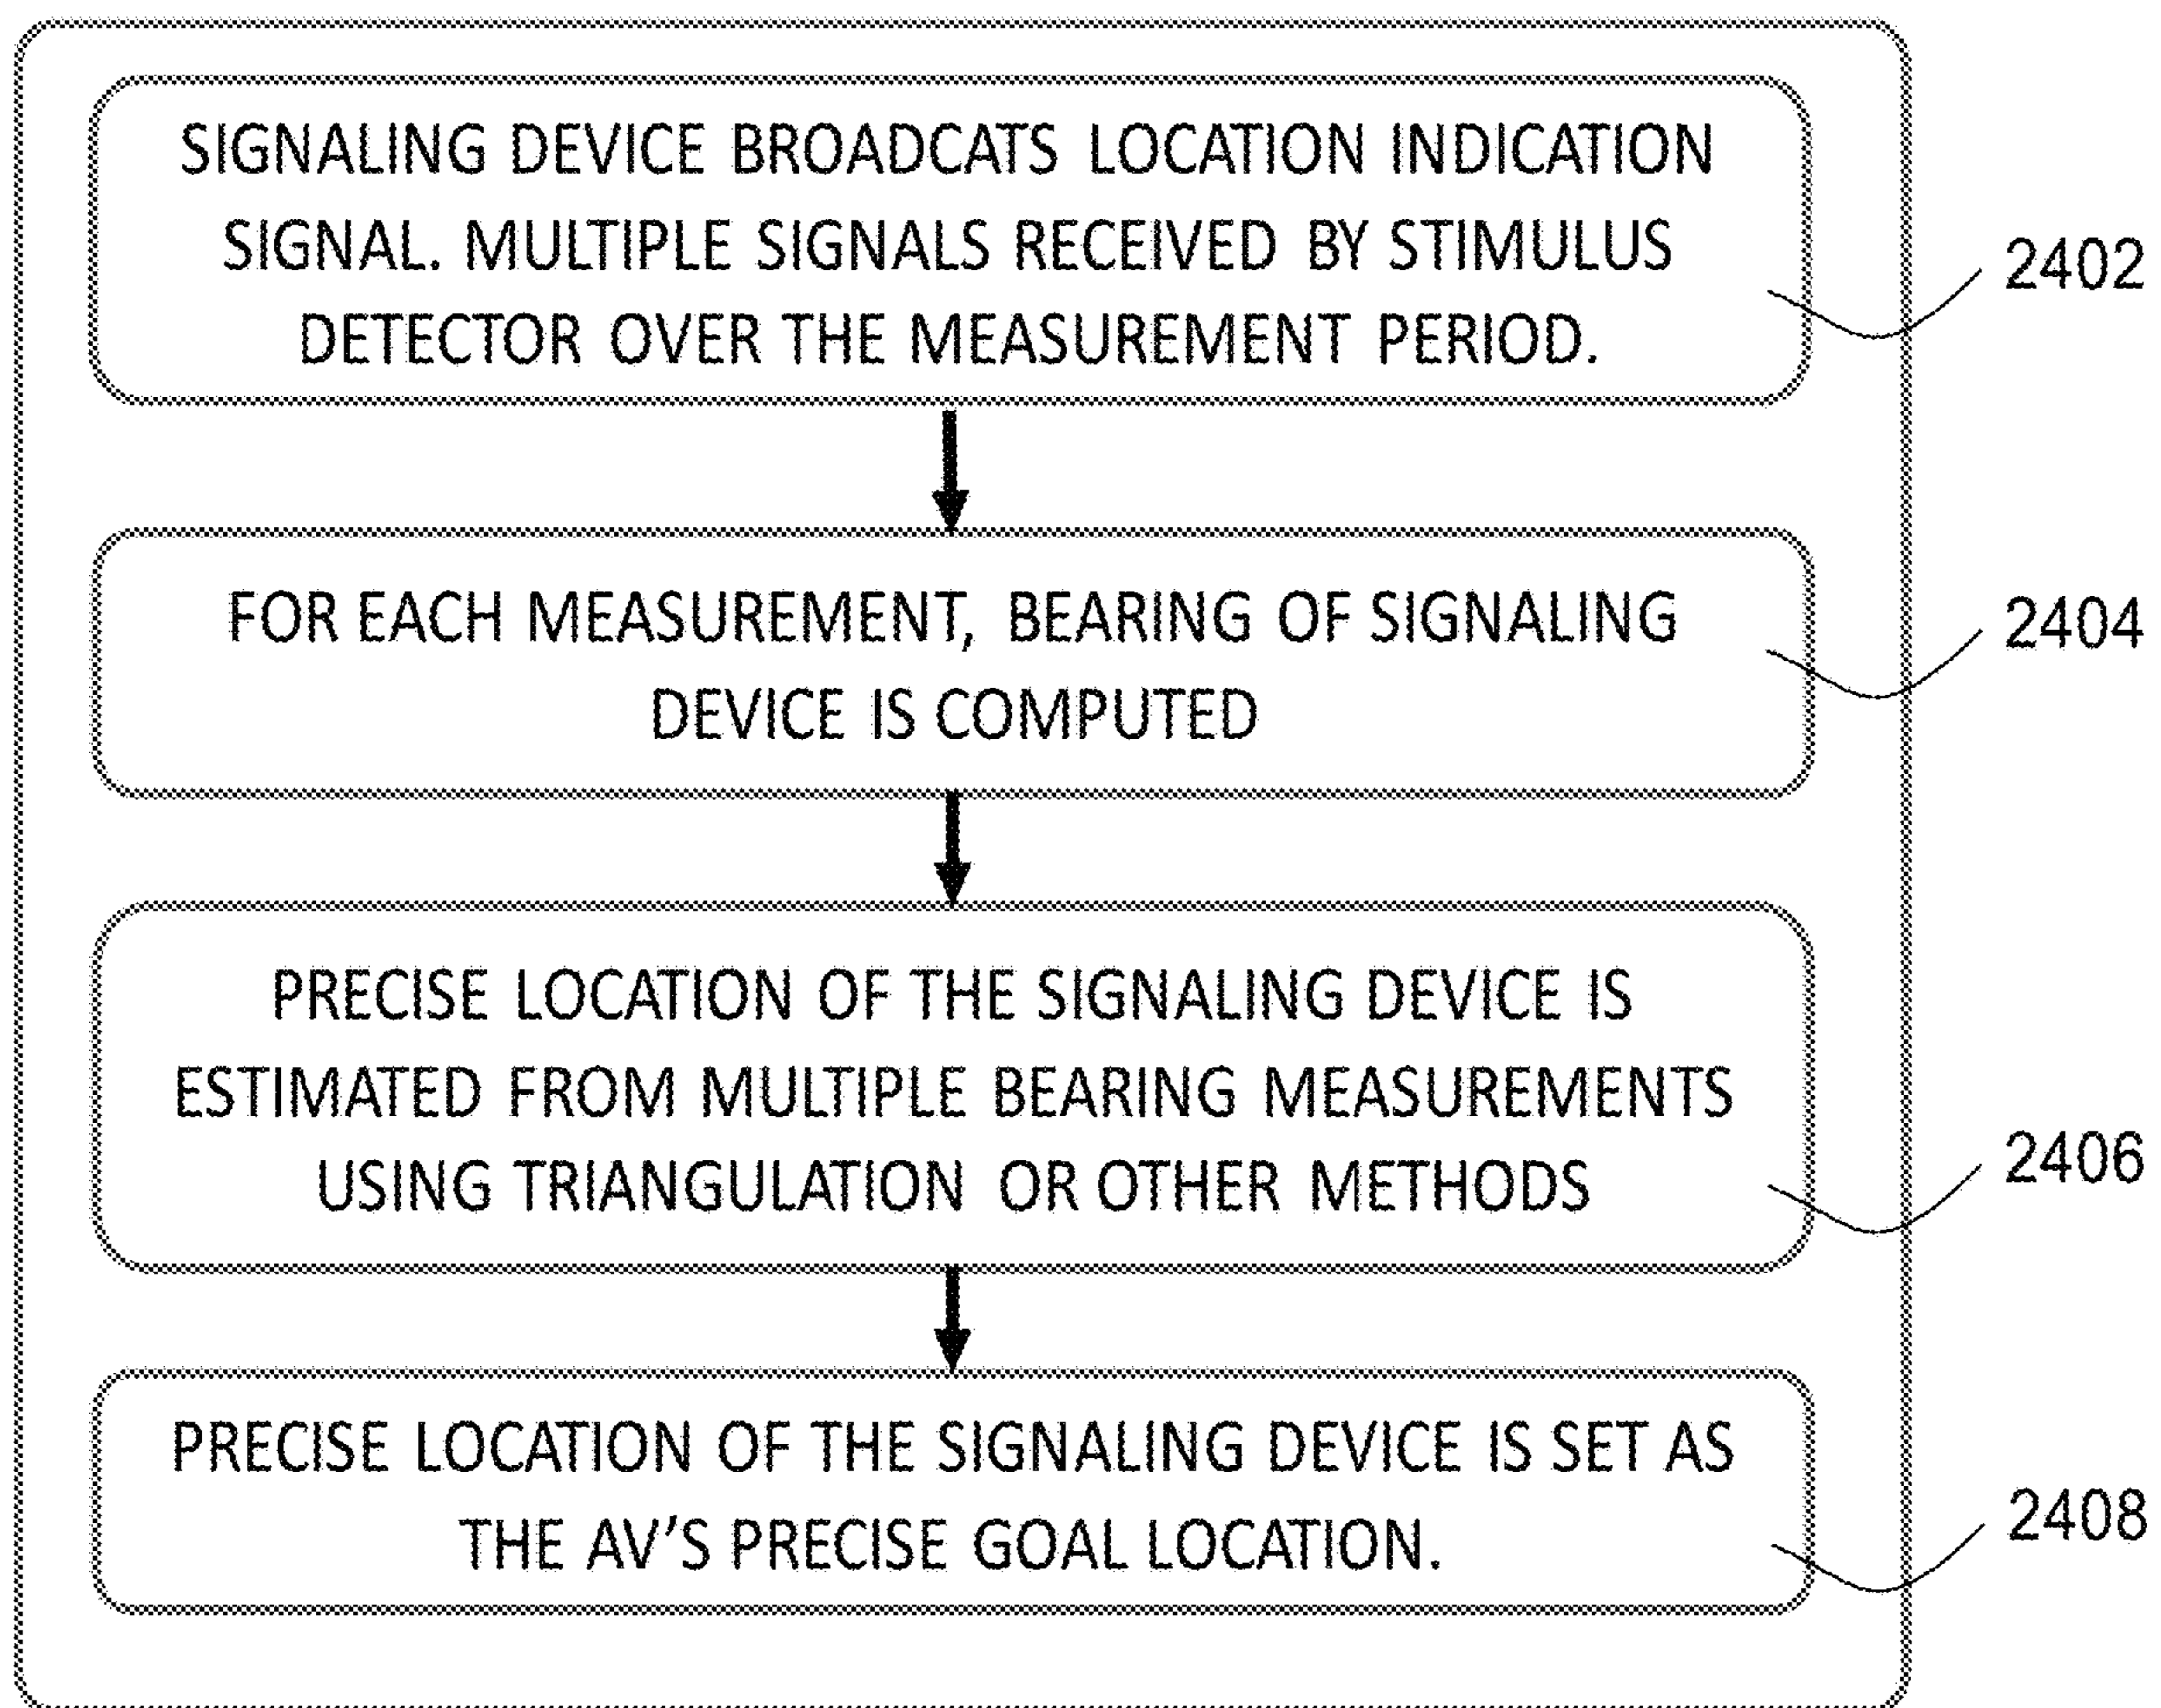 SIGNALING DEVICE BROADCATS LOCATION INDICATION
SIGNAL. MULTIPLE SIGNALS RECEIVED BY STIMULUS
DETECTOR OVER THE MEASUREMENT PERIOD.
2402
FOR EACH MEASUREMENT, BEARING OF SIGNALING
DEVICE IS COMPUTED
2404
PRECISE LOCATION OF THE SIGNALING DEVICE IS
ESTIMATED FROM MULTIPLE BEARING MEASUREMENTS
USING TRIANGULATION OR OTHER METHODS
2406
PRECISE LOCATION OF THE SIGNALING DEVICE IS SET AS
THE AV'S PRECISE GOAL LOCATION.
2408